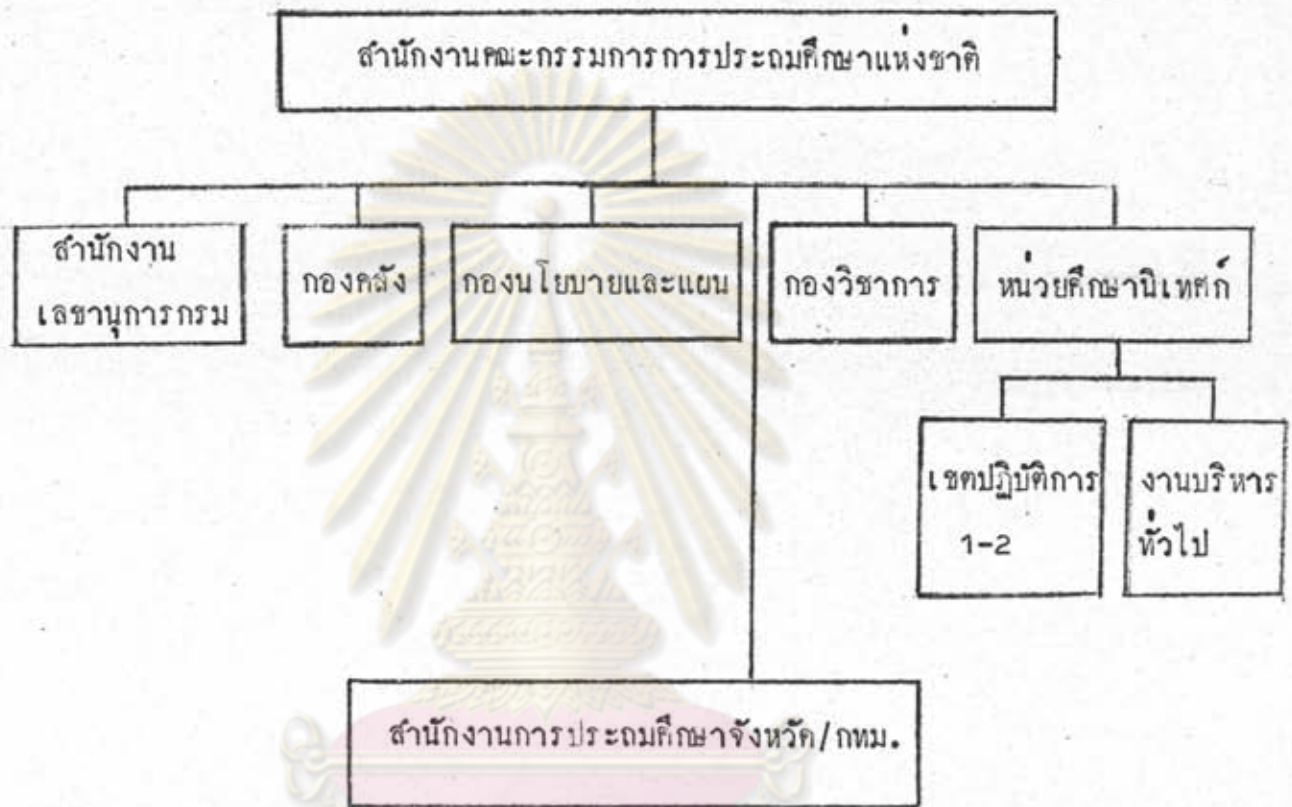 สำนักงานคณะกรรมการการประถมศึกษาแห่งชาติ
สำนักงาน
เลขานุการกรม
กองคลัง
กองนโยบายและแผน
กองวิชาการ
หน่วยศึกษานิเทศก์
เขตปฏิบัติการ
1-2
งานบริหาร
ทั่วไป
สำนักงานการประถมศึกษาจังหวัด/กทม.